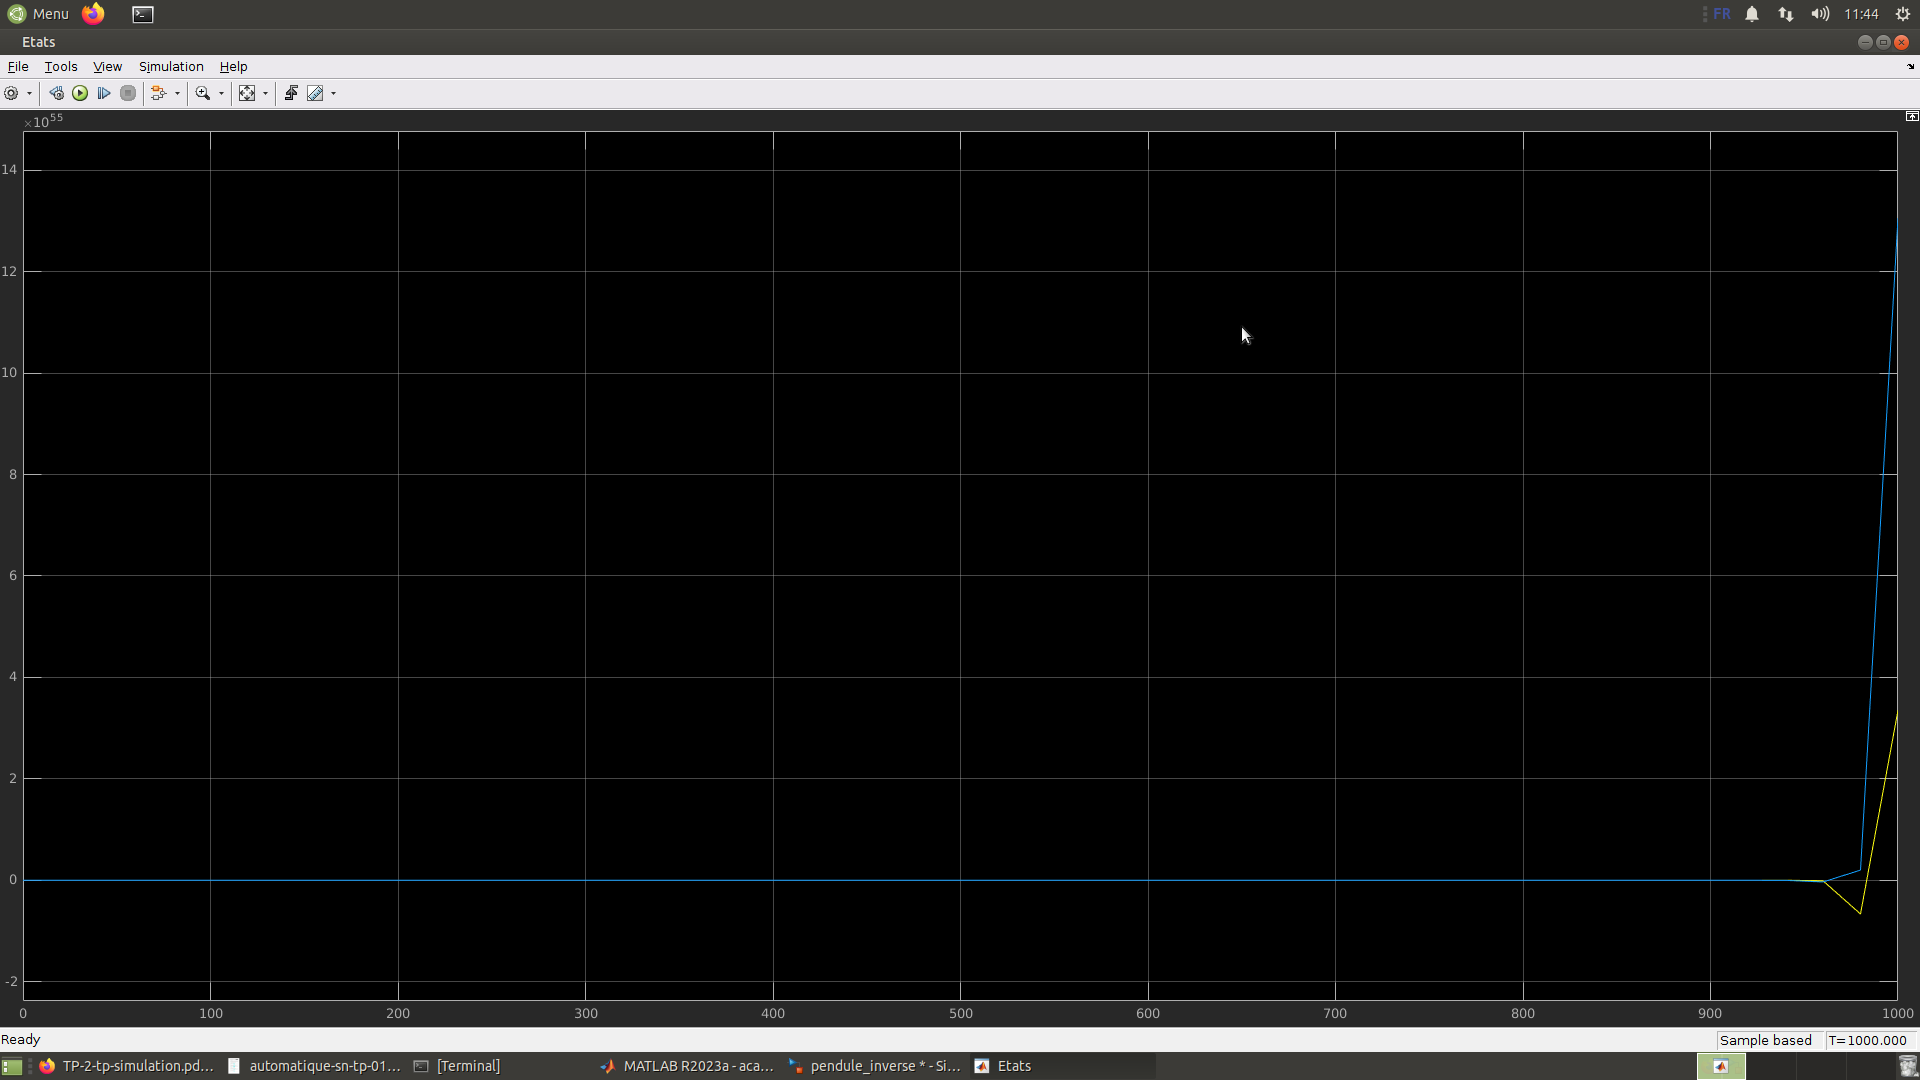 Menu FR 11:44
Etats
File Tools View Simulation Help
×10^55
14
12
10
8
6
4
2
0
-2
0 100 200 300 400 500 600 700 800 900 1000
Ready Sample based T=1000.000
TP-2-tp-simulation.pd... automatique-sn-tp-01... [Terminal] MATLAB R2023a - aca... pendule_inverse * - Si... Etats